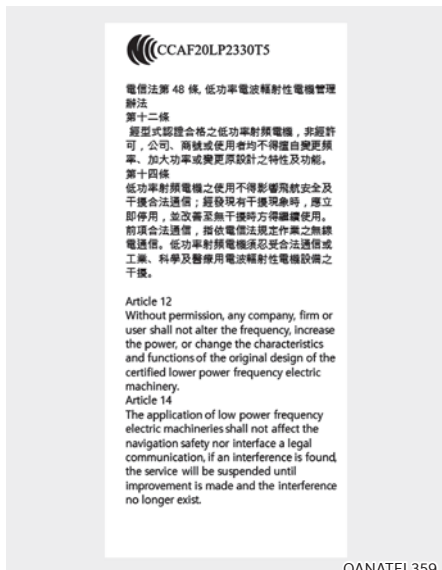 CCAF20LP2330T5
電信法第 48 條, 低功率電波輻射性電機管理
辦法
第十二條
經型式認證合格之低功率射頻電機，非經許
可，公司、商號或使用者均不得擅自變更頻
率、加大功率或變更原設計之特性及功能。
第十四條
低功率射頻電機之使用不得影響飛航安全及
干擾合法通信；經發現有干擾現象時，應立
即停用，並改善至無干擾時方得繼續使用。
前項合法通信，指依電信法規定作業之無線
電通信。低功率射頻電機須忍受合法通信或
工業、科學及醫療用電波輻射性電機設備之
干擾。
Article 12
Without permission, any company, firm or
user shall not alter the frequency, increase
the power, or change the characteristics
and functions of the original design of the
certified lower power frequency electric
machinery.
Article 14
The application of low power frequency
electric machineries shall not affect the
navigation safety nor interface a legal
communication, if an interference is found,
the service will be suspended until
improvement is made and the interference
no longer exist.
OANATEL359